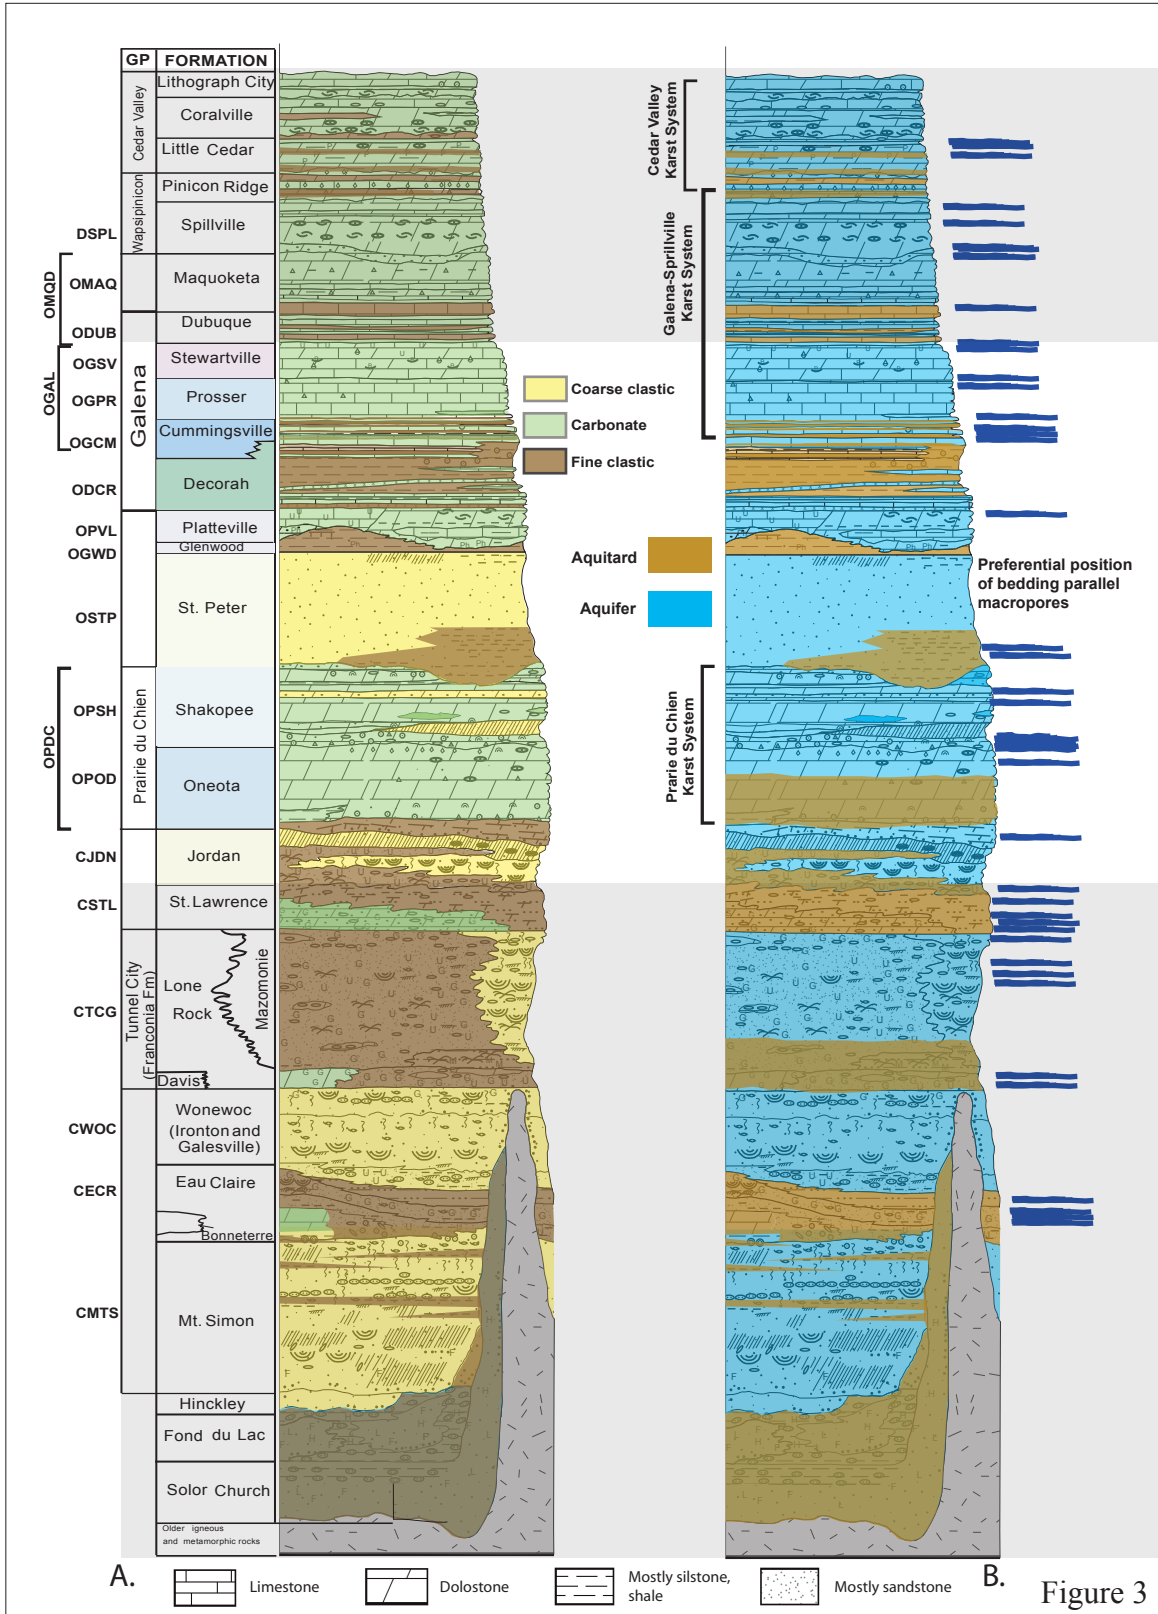 GP
FORMATION
Cedar Valley
Lithograph City
Coralville
Little Cedar
Wapsipinicon
Pinicon Ridge
Spillville
DSPL
OMQD
OMAQ
Maquoketa
ODUB
Dubuque
Galena
OGAL
OGSV
Stewartville
OGPR
Prosser
OGCM
Cummingsville
ODCR
Decorah
OPVL
Platteville
OGWD
Glenwood
OSTP
St. Peter
OPDC
Prairie du Chien
OPSH
Shakopee
OPOD
Oneota
CJDN
Jordan
CSTL
St. Lawrence
Tunnel City
(Franconia Fm)
CTCG
Lone
Rock
Mazomonie
Davis
CWOC
Wonewoc
(Ironton and
Galesville)
CECR
Eau Claire
Bonneterre
CMTS
Mt. Simon
Hinckley
Fond du Lac
Solor Church
Older igneous
and metamorphic rocks
Coarse clastic
Carbonate
Fine clastic
Aquitard
Aquifer
Cedar Valley
Karst System
Galena-Sprillville
Karst System
Prarie du Chien
Karst System
Preferential position
of bedding parallel
macropores
A.
Limestone
Dolostone
Mostly silstone,
shale
Mostly sandstone
B.
Figure 3